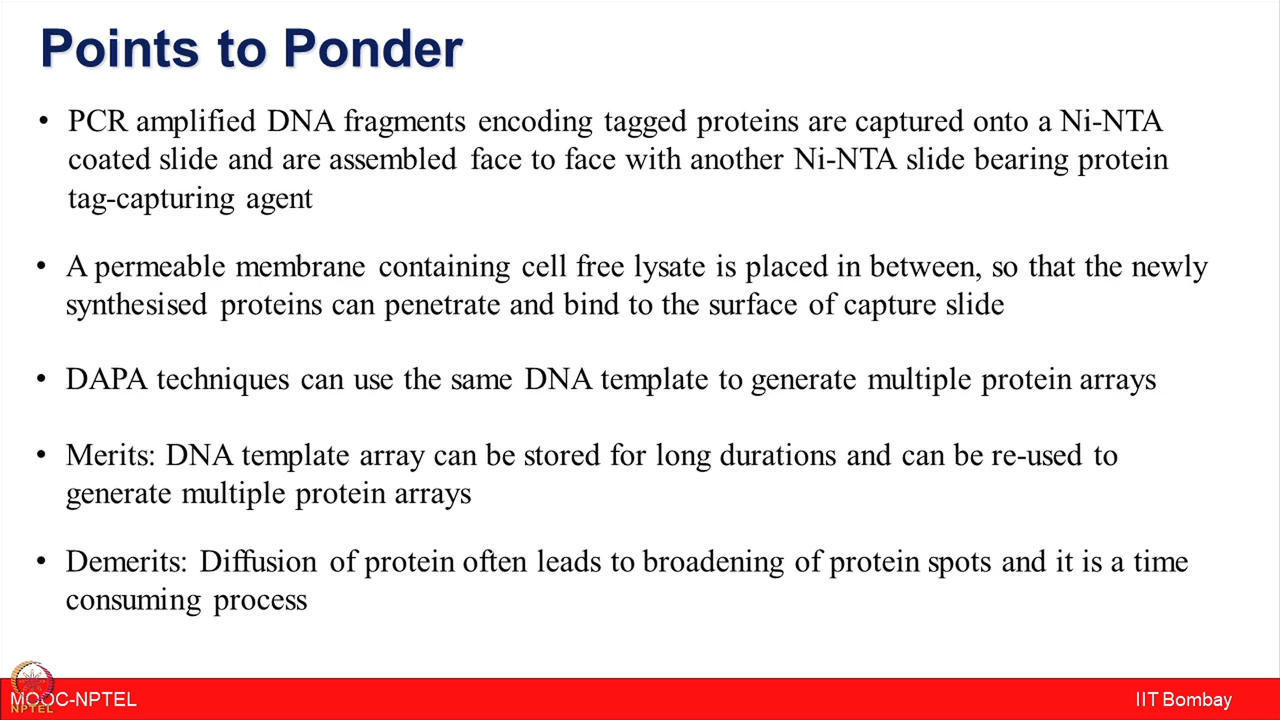 Points to Ponder
• PCR amplified DNA fragments encoding tagged proteins are captured onto a Ni-NTA
coated slide and are assembled face to face with another Ni-NTA slide bearing protein
tag-capturing agent
• A permeable membrane containing cell free lysate is placed in between, so that the newly
synthesised proteins can penetrate and bind to the surface of capture slide
• DAPA techniques can use the same DNA template to generate multiple protein arrays
• Merits: DNA template array can be stored for long durations and can be re-used to
generate multiple protein arrays
• Demerits: Diffusion of protein often leads to broadening of protein spots and it is a time
consuming process
MOOC-NPTEL
NPTEL
IIT Bombay